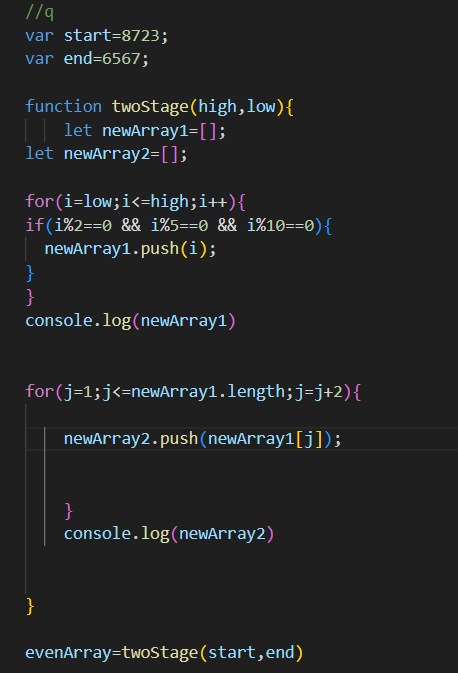 //q
var start=8723;
var end=6567;
function twoStage(high,low){
let newArray1=[];
let newArray2=[];
for(i=low;i<=high;i++){
if(i%2==0 && i%5==0 && i%10==0){
newArray1.push(i);
}
}
console.log(newArray1)
for(j=1;j<=newArray1.length;j=j+2){
newArray2.push(newArray1[j]);
}
console.log(newArray2)
}
evenArray=twoStage(start,end)